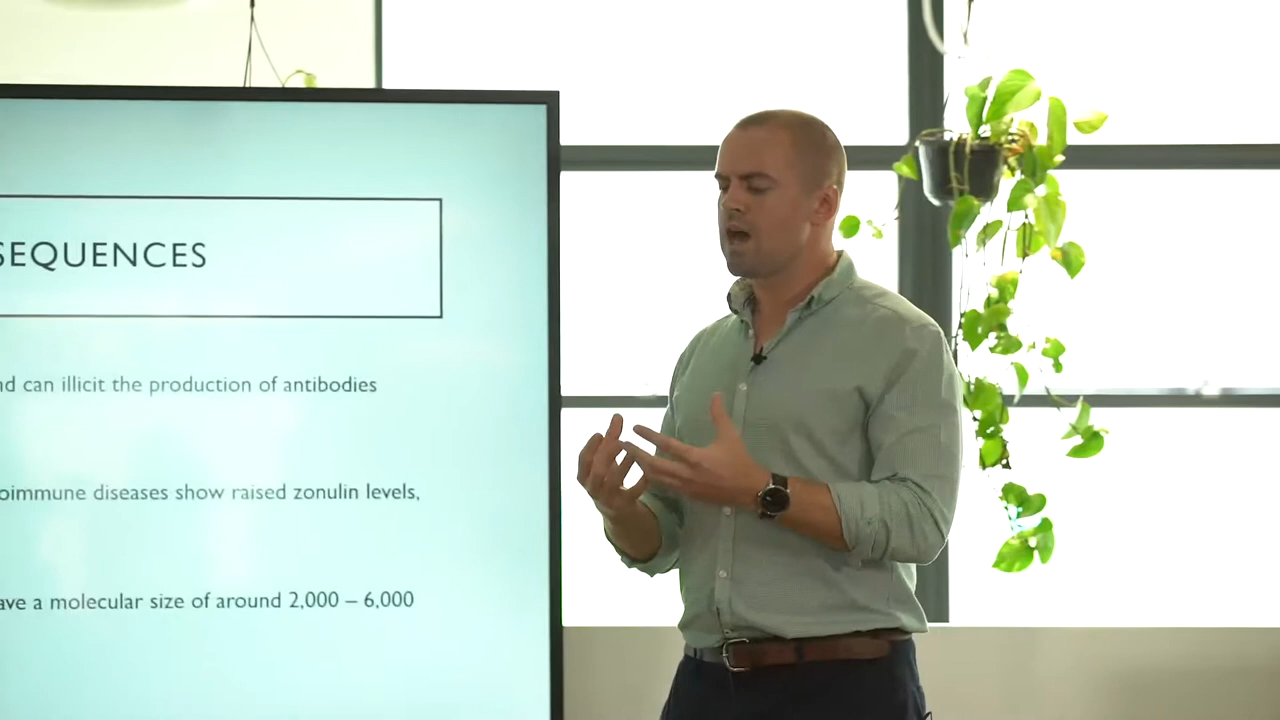 SEQUENCES
nd can illicit the production of antibodies
oimmune diseases show raised zonulin levels,
ave a molecular size of around 2,000 – 6,000